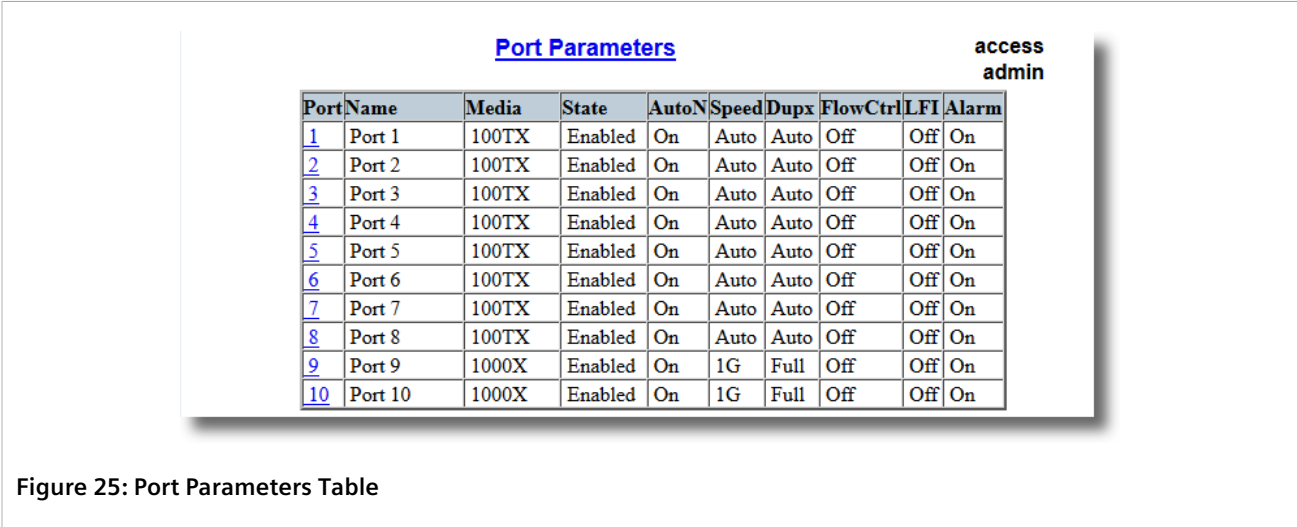 Port Parameters
access
admin
Port Name Media State AutoN Speed Dupx FlowCtrl LFI Alarm
1 Port 1 100TX Enabled On Auto Auto Off Off On
2 Port 2 100TX Enabled On Auto Auto Off Off On
3 Port 3 100TX Enabled On Auto Auto Off Off On
4 Port 4 100TX Enabled On Auto Auto Off Off On
5 Port 5 100TX Enabled On Auto Auto Off Off On
6 Port 6 100TX Enabled On Auto Auto Off Off On
7 Port 7 100TX Enabled On Auto Auto Off Off On
8 Port 8 100TX Enabled On Auto Auto Off Off On
9 Port 9 1000X Enabled On 1G Full Off Off On
10 Port 10 1000X Enabled On 1G Full Off Off On
Figure 25: Port Parameters Table